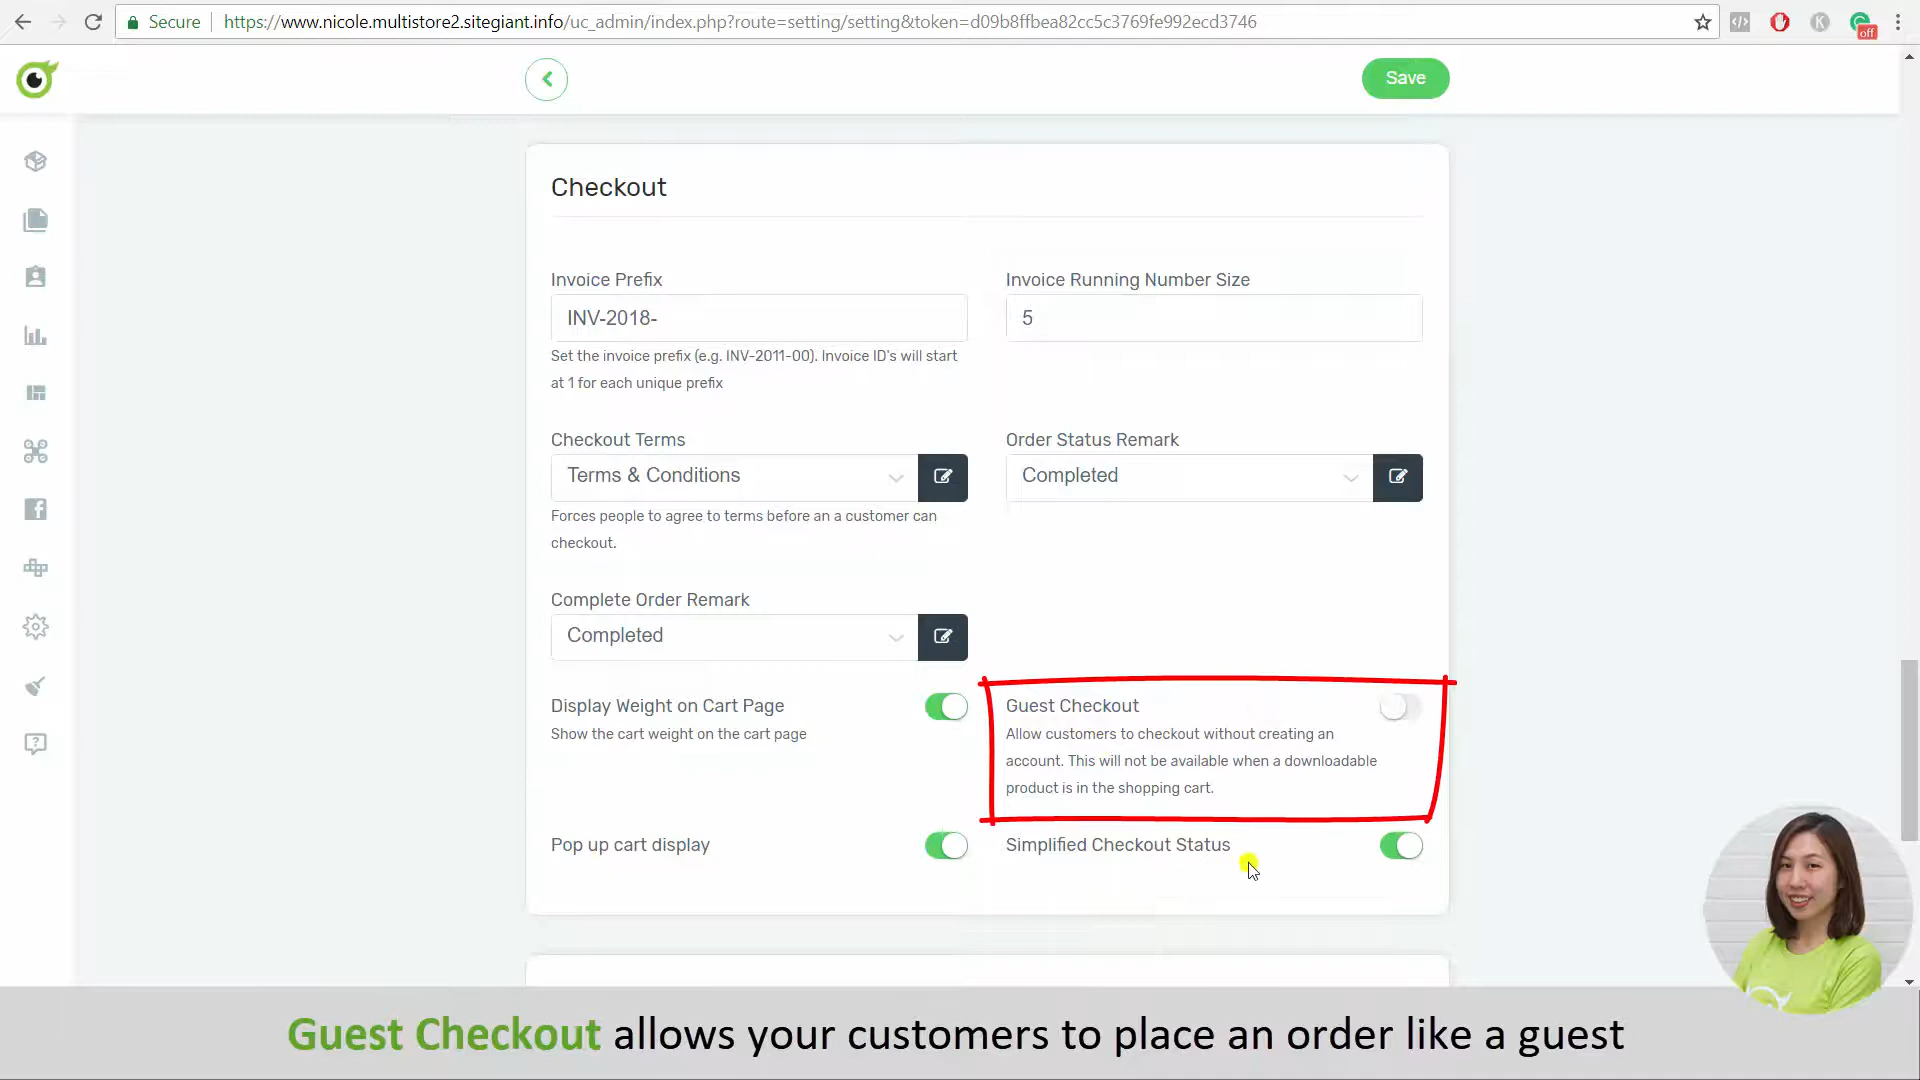 Secure
https://www.nicole.multistore2.sitegiant.info/uc_admin/index.php?route=setting/setting&token=d09b8ffbea82cc5c3769fe992ecd3746
K
off
Save
Checkout
Invoice Prefix
INV-2018-
Set the invoice prefix (e.g. INV-2011-00). Invoice ID's will start
at 1 for each unique prefix
Invoice Running Number Size
5
Checkout Terms
Terms & Conditions
Forces people to agree to terms before an a customer can
checkout.
Order Status Remark
Completed
Complete Order Remark
Completed
Display Weight on Cart Page
Show the cart weight on the cart page
Guest Checkout
Allow customers to checkout without creating an
account. This will not be available when a downloadable
product is in the shopping cart.
Pop up cart display
Simplified Checkout Status
Guest Checkout allows your customers to place an order like a guest